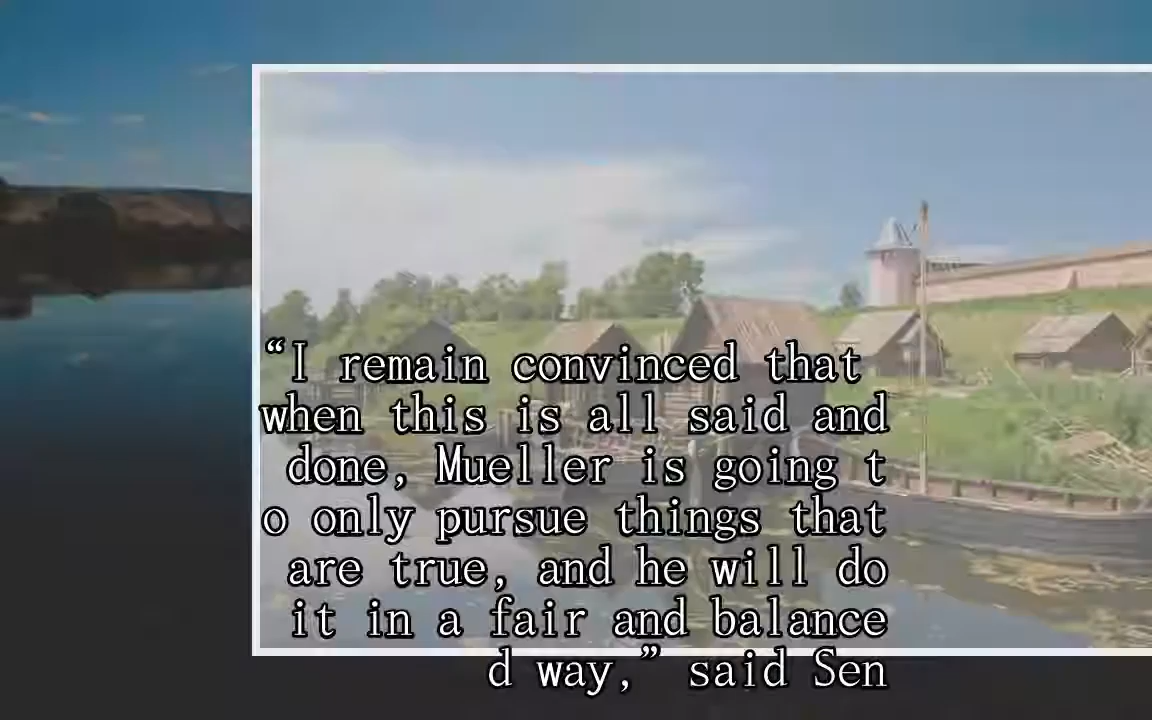 “I remain convinced that
when this is all said and
done, Mueller is going t
o only pursue things that
are true, and he will do
it in a fair and balance
d way,” said Sen